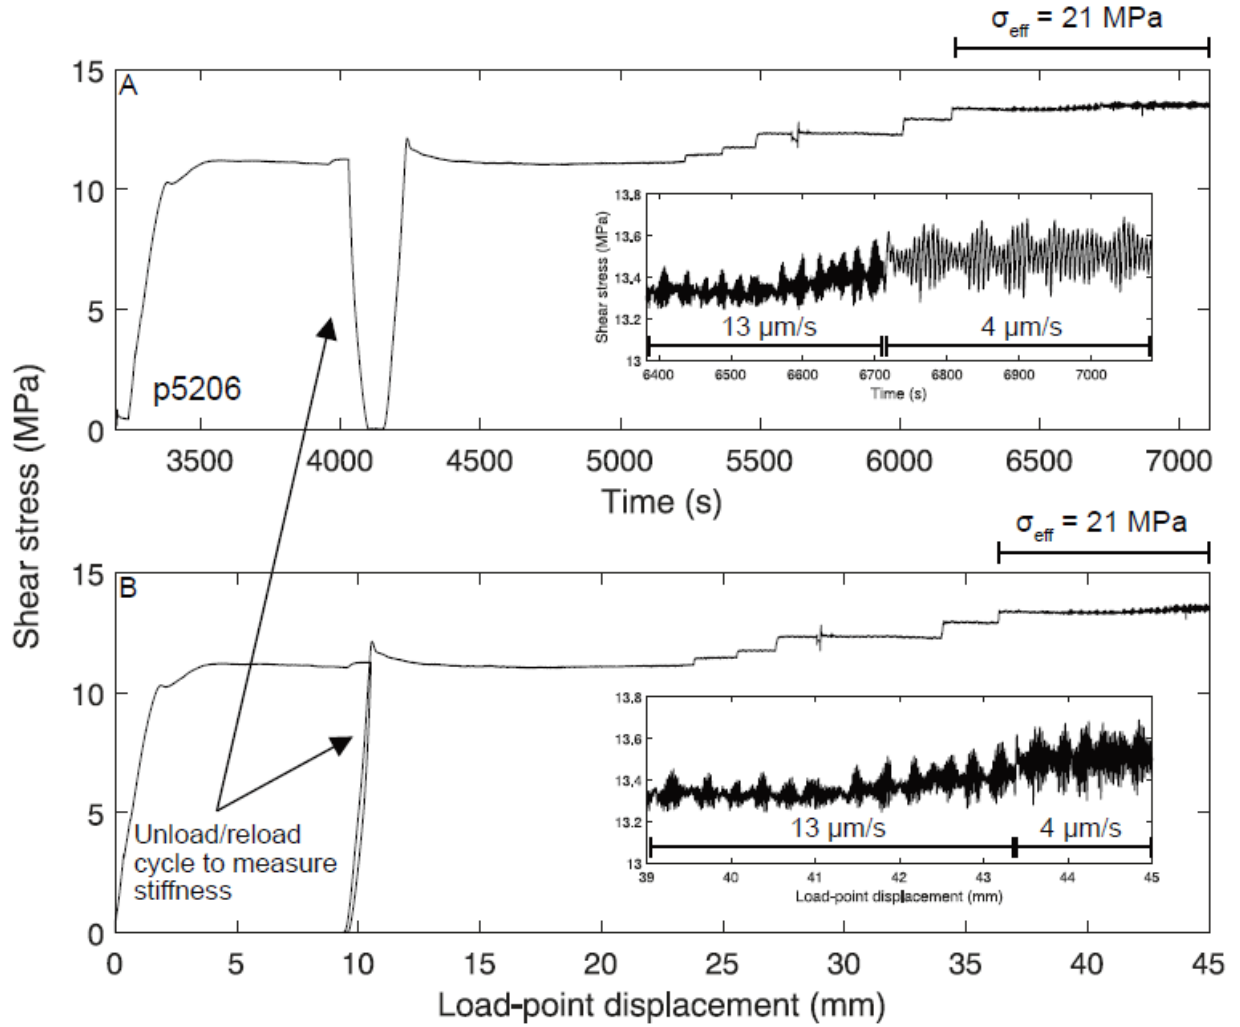 σeff = 21 MPa
A
15
10
5
0
p5206
13,8
13,6
13,4
13,2
13
Shear stress (MPa)
13 μm/s
4 μm/s
6400 6500 6600 6700 6800 6900 7000
Time (s)
3500 4000 4500 5000 5500 6000 6500 7000
Time (s)
Shear stress (MPa)
σeff = 21 MPa
B
15
10
5
0
Unload/reload
cycle to measure
stiffness
13,8
13,6
13,4
13,2
13
13 μm/s
4 μm/s
39 40 41 42 43 44 45
Load-point displacement (mm)
0 5 10 15 20 25 30 35 40 45
Load-point displacement (mm)